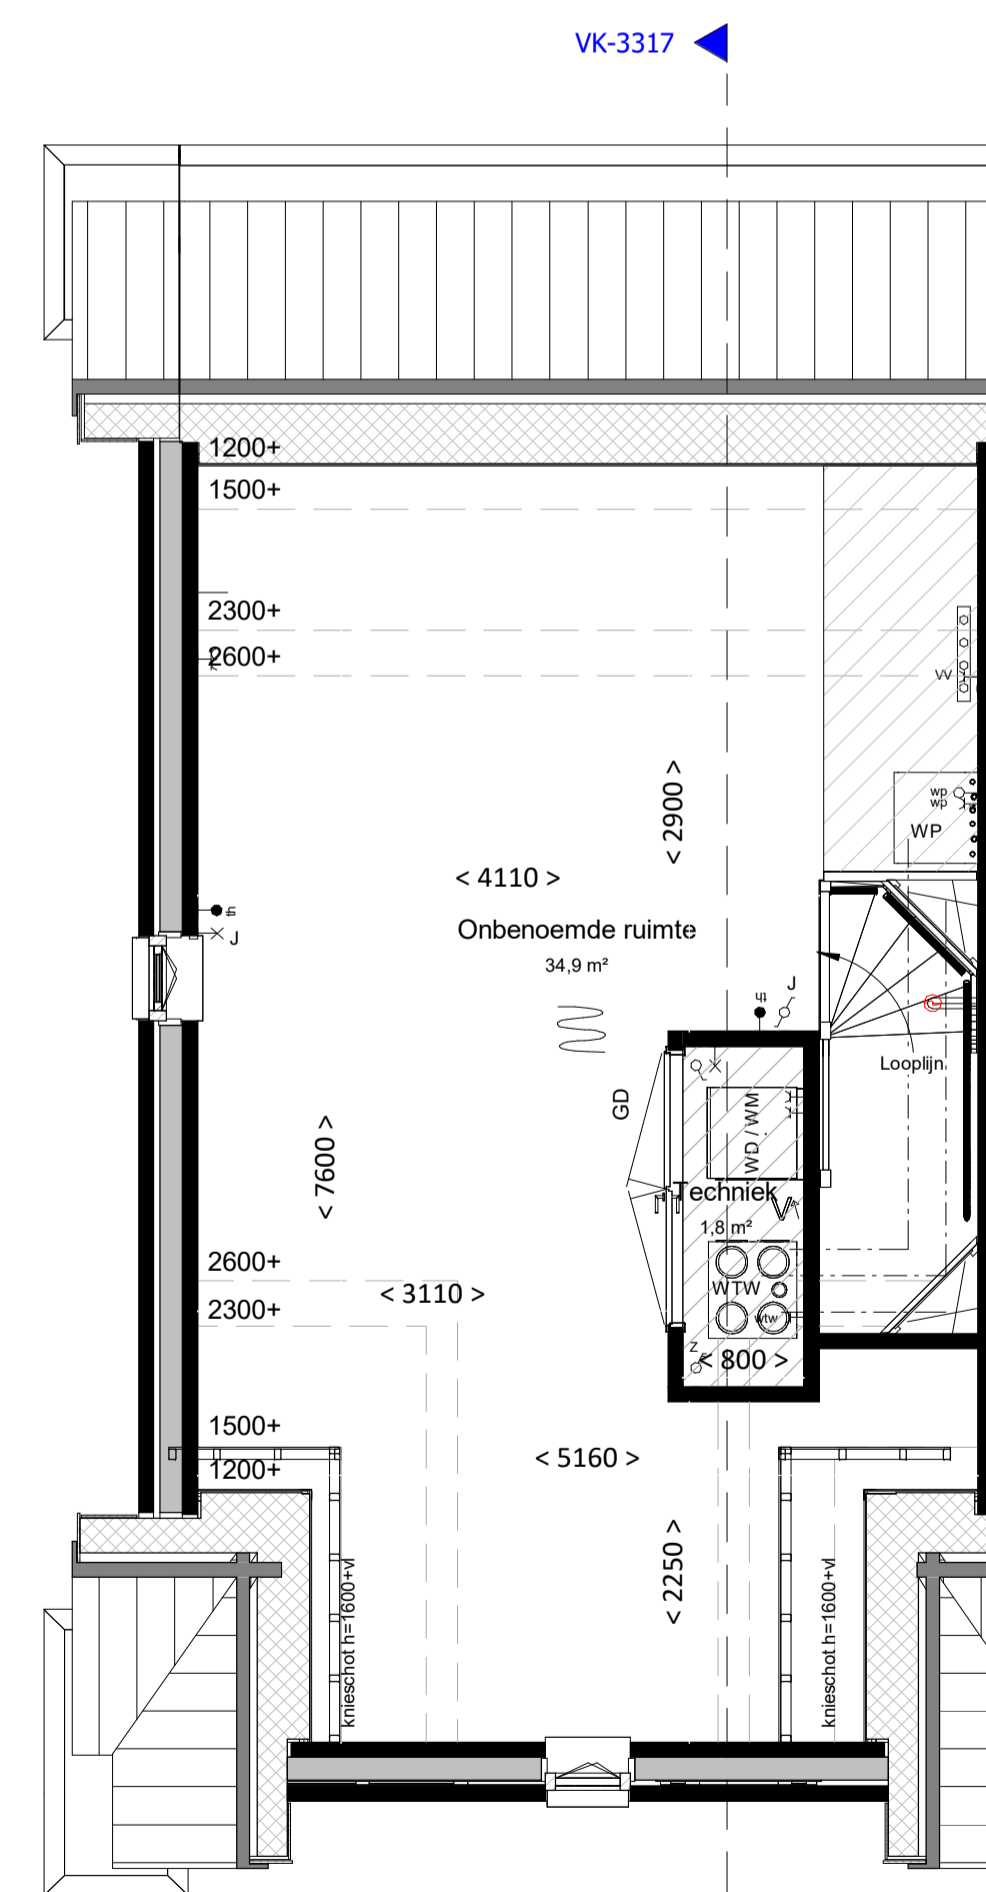 VK-3317
1200+
1500+
2300+
2600+
VV
< 2900 >
wp
wp
WP
< 4110 >
Onbenoemde ruimte
34,9 m²
J
J
Looplijn
GD
WD / WM
< 7600 >
Techniek
1,8 m²
2600+
WTW
< 3110 >
2300+
wtw
z
< 800 >
1500+
< 5160 >
1200+
< 2250 >
knieschot h=1600+vl
knieschot h=1600+vl